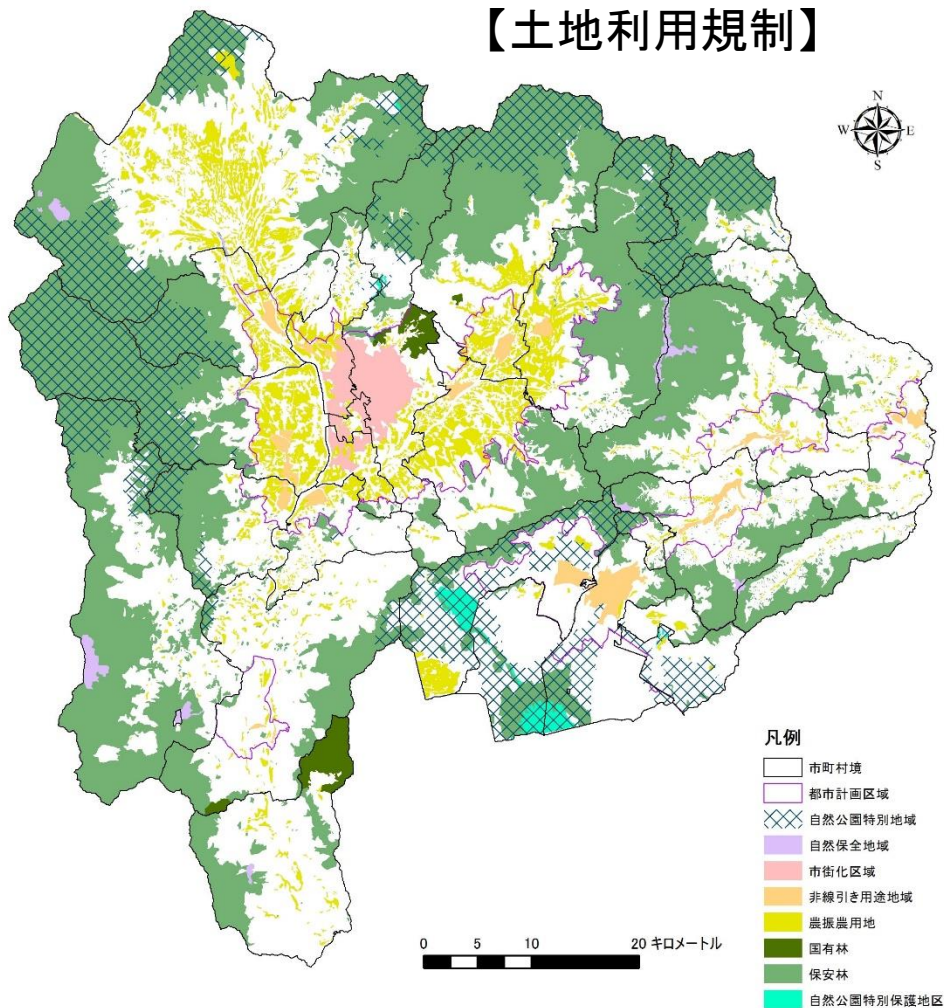 【土地利用規制】
N
W E
S
凡例
市町村境
都市計画区域
自然公園特別地域
自然保全地域
市街化区域
非線引き用途地域
農振農用地
国有林
保安林
自然公園特別保護地区
0 5 10 20 キロメートル